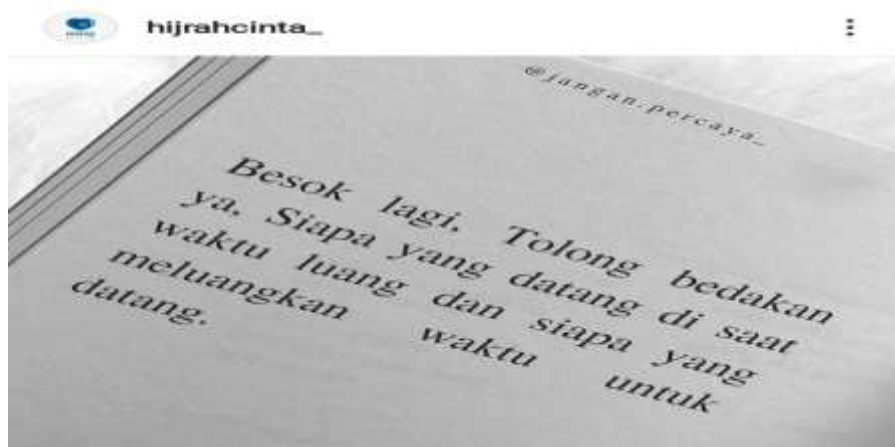 hijrahcinta_
@jangan.percaya_
Besok lagi. Tolong bedakan
ya. Siapa yang datang di saat
waktu luang dan siapa yang
meluangkan waktu untuk
datang.